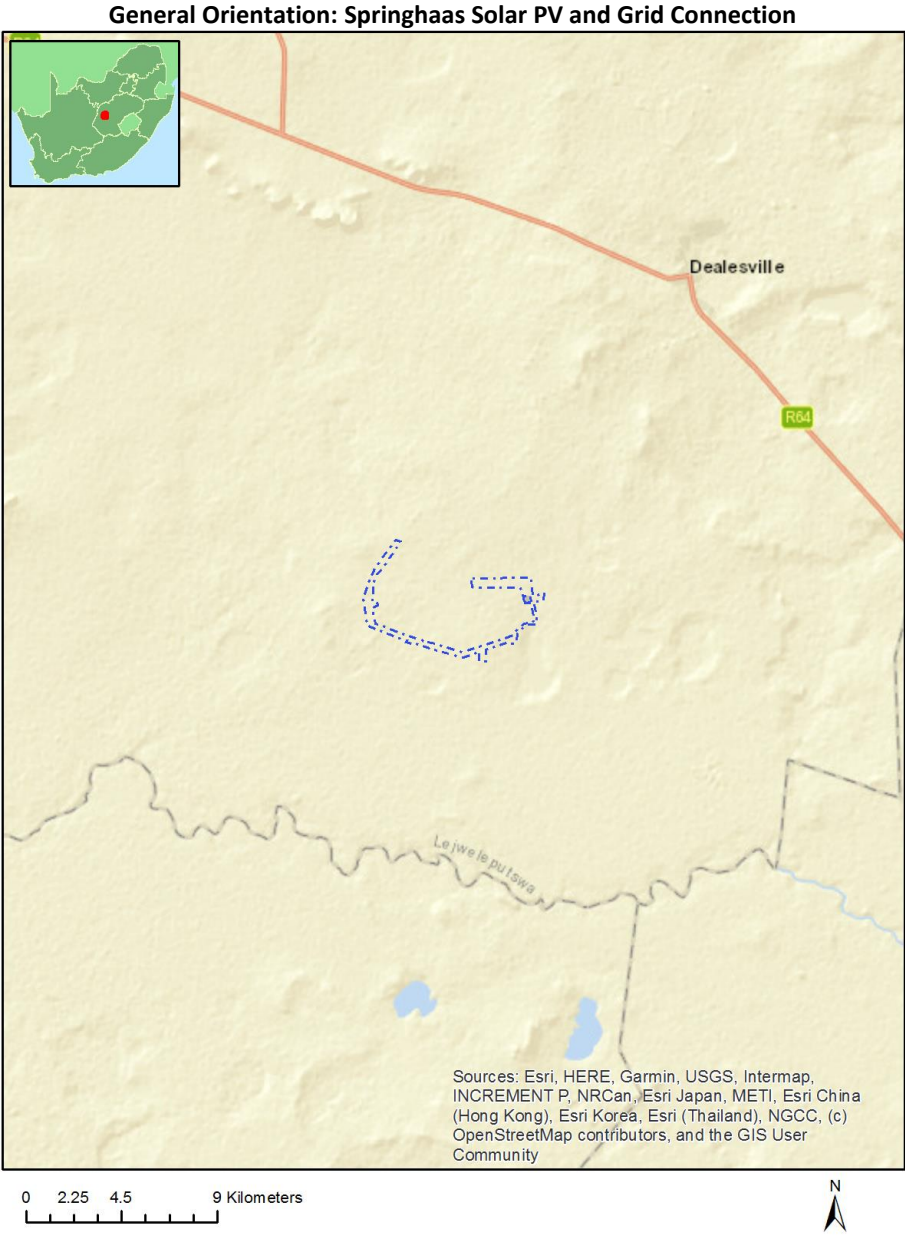 General Orientation: Springhaas Solar PV and Grid Connection
Dealesville
R64
Lejweleputswa
Sources: Esri, HERE, Garmin, USGS, Intermap,
INCREMENT P, NRCan, Esri Japan, METI, Esri China
(Hong Kong), Esri Korea, Esri (Thailand), NGCC, (c)
OpenStreetMap contributors, and the GIS User
Community
0 2.25 4.5 9 Kilometers
N